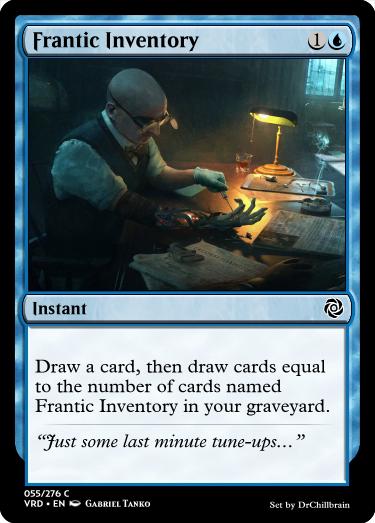 Frantic Inventory 1
Instant
Draw a card, then draw cards equal
to the number of cards named
Frantic Inventory in your graveyard.
“Just some last minute tune-ups…”
055/276 C
VRD • EN Gabriel Tanko Set by DrChillbrain